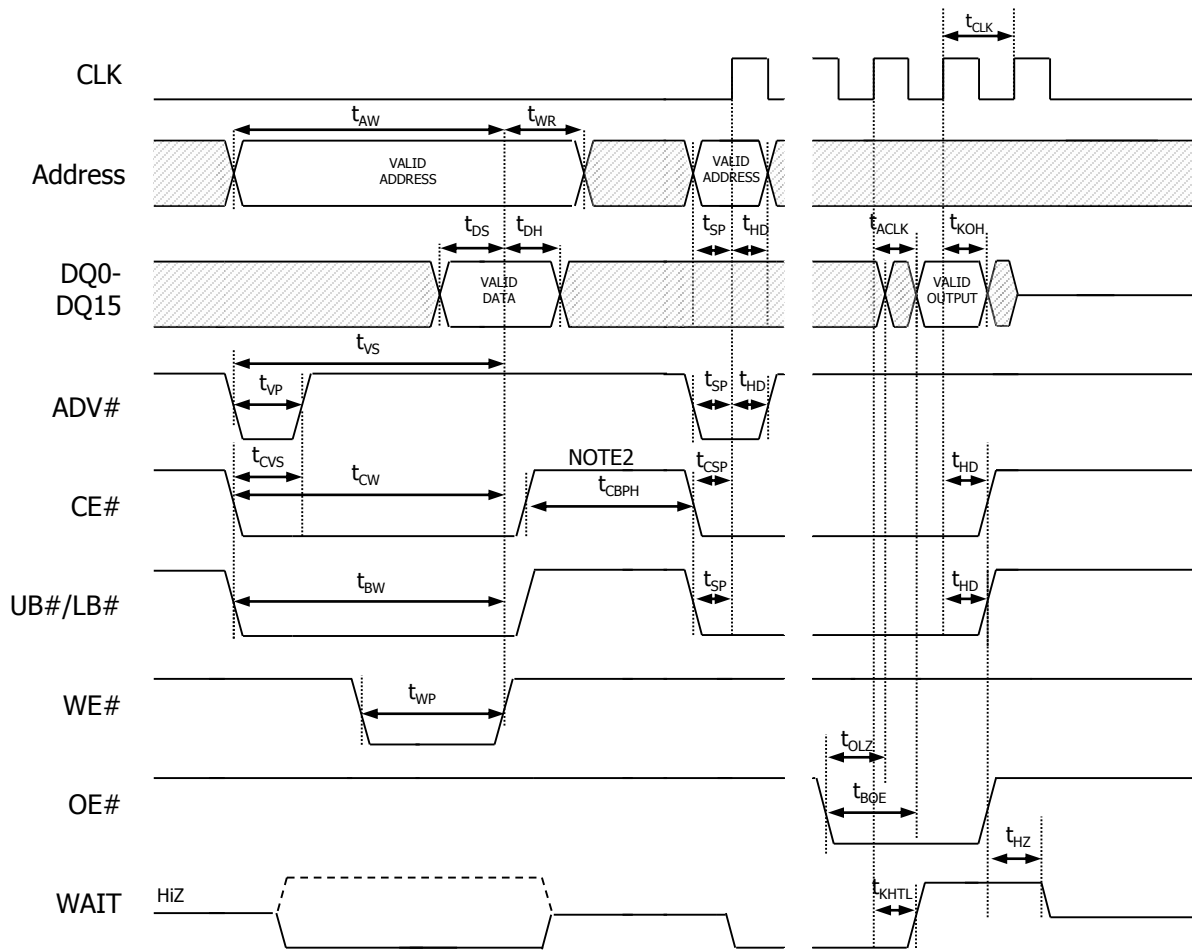 tCLK
CLK
tAW
tWR
Address
VALID
ADDRESS
VALID
ADDRESS
tDS
tDH
tSP
tHD
tACLK
tKOH
DQ0-
DQ15
VALID
DATA
VALID
OUTPUT
tVS
ADV#
tVP
tSP
tHD
tCVS
NOTE2
CE#
tCW
tCBPH
tCSP
tHD
UB#/LB#
tBW
tSP
tHD
WE#
tWP
tOLZ
OE#
tBOE
tHZ
WAIT
HiZ
tKHTL